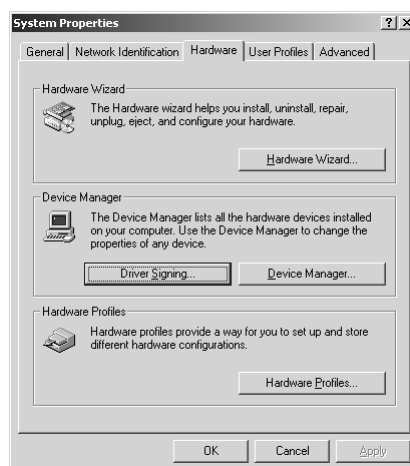 System Properties
General Network Identification Hardware User Profiles Advanced
Hardware Wizard
The Hardware wizard helps you install, uninstall, repair,
unplug, eject, and configure your hardware.
Hardware Wizard...
Device Manager
The Device Manager lists all the hardware devices installed
on your computer. Use the Device Manager to change the
properties of any device.
Driver Signing... Device Manager...
Hardware Profiles
Hardware profiles provide a way for you to set up and store
different hardware configurations.
Hardware Profiles...
OK Cancel Apply